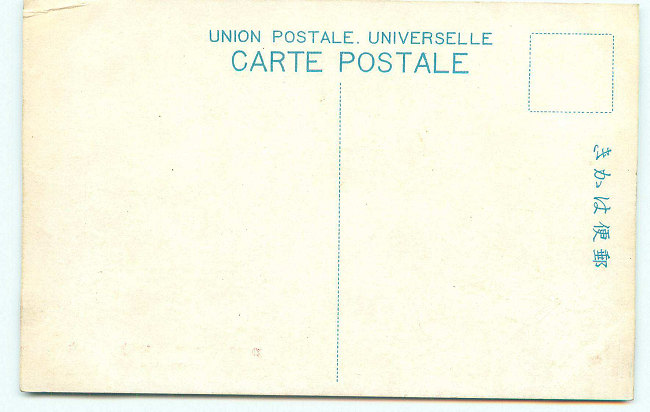 UNION POSTALE. UNIVERSELLE
CARTE POSTALE
きかは便郵